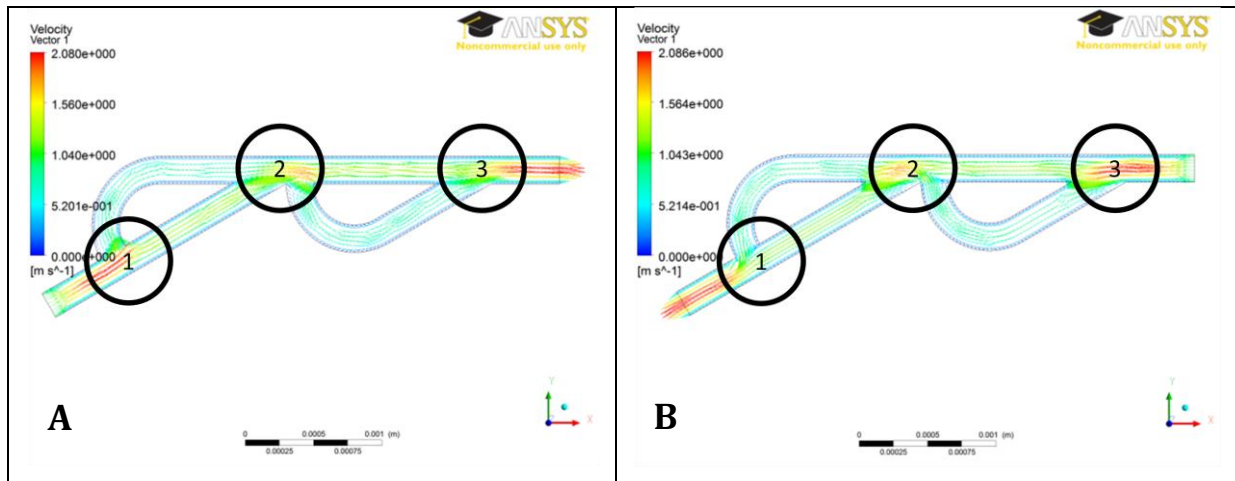 Velocity
Vector 1
ANSYS
Noncommercial use only
2.080e+000
1.560e+000
1.040e+000
5.201e-001
0.000e+000
[m s^-1]
1
2
3
A
Y
X
0
0.0005
0.001
(m)
0.00025
0.00075
Velocity
Vector 1
ANSYS
Noncommercial use only
2.086e+000
1.564e+000
1.043e+000
5.214e-001
0.000e+000
[m s^-1]
1
2
3
B
Y
X
0
0.0005
0.001
(m)
0.00025
0.00075